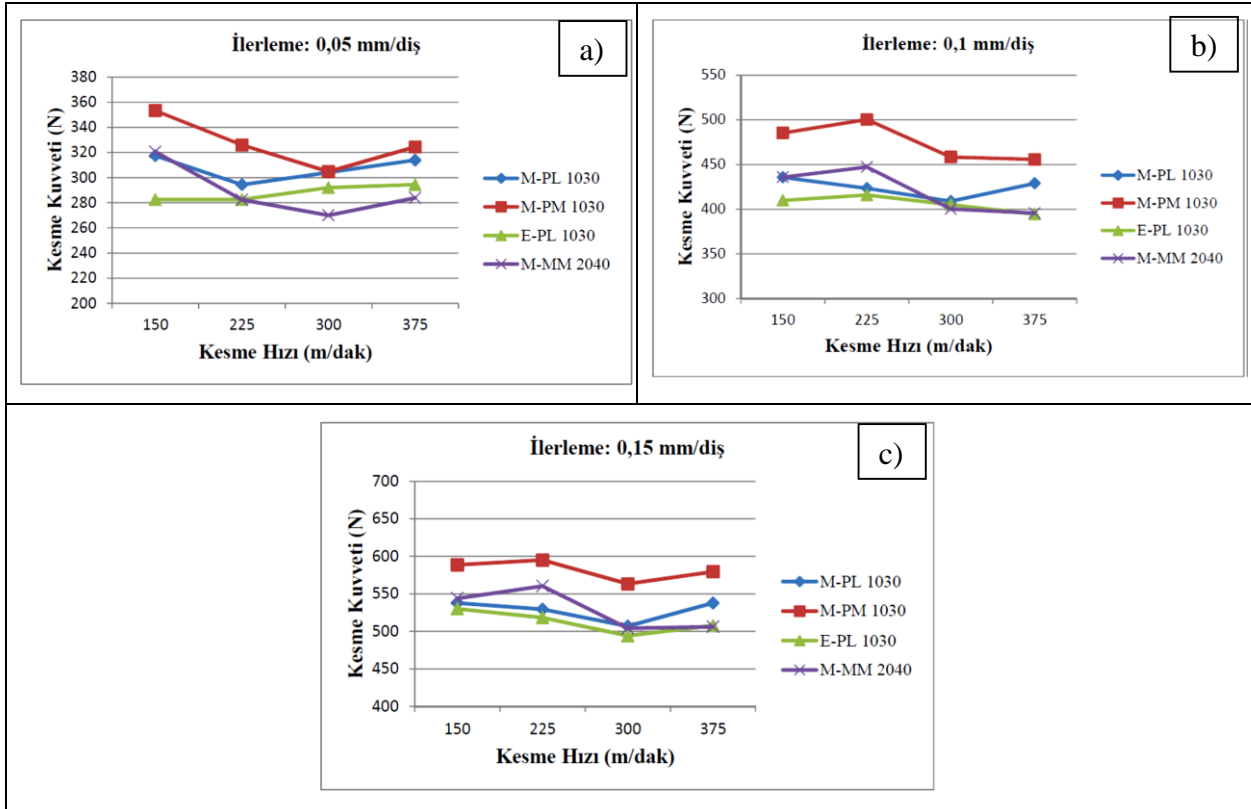 İlerleme: 0,05 mm/diş
a)
Kesme Kuvveti (N)
380
360
340
320
300
280
260
240
220
200
150 225 300 375
Kesme Hızı (m/dak)
M-PL 1030
M-PM 1030
E-PL 1030
M-MM 2040
İlerleme: 0,1 mm/diş
b)
Kesme Kuvveti (N)
550
500
450
400
350
300
150 225 300 375
Kesme Hızı (m/dak)
M-PL 1030
M-PM 1030
E-PL 1030
M-MM 2040
İlerleme: 0,15 mm/diş
c)
Kesme Kuvveti (N)
700
650
600
550
500
450
400
150 225 300 375
Kesme Hızı (m/dak)
M-PL 1030
M-PM 1030
E-PL 1030
M-MM 2040